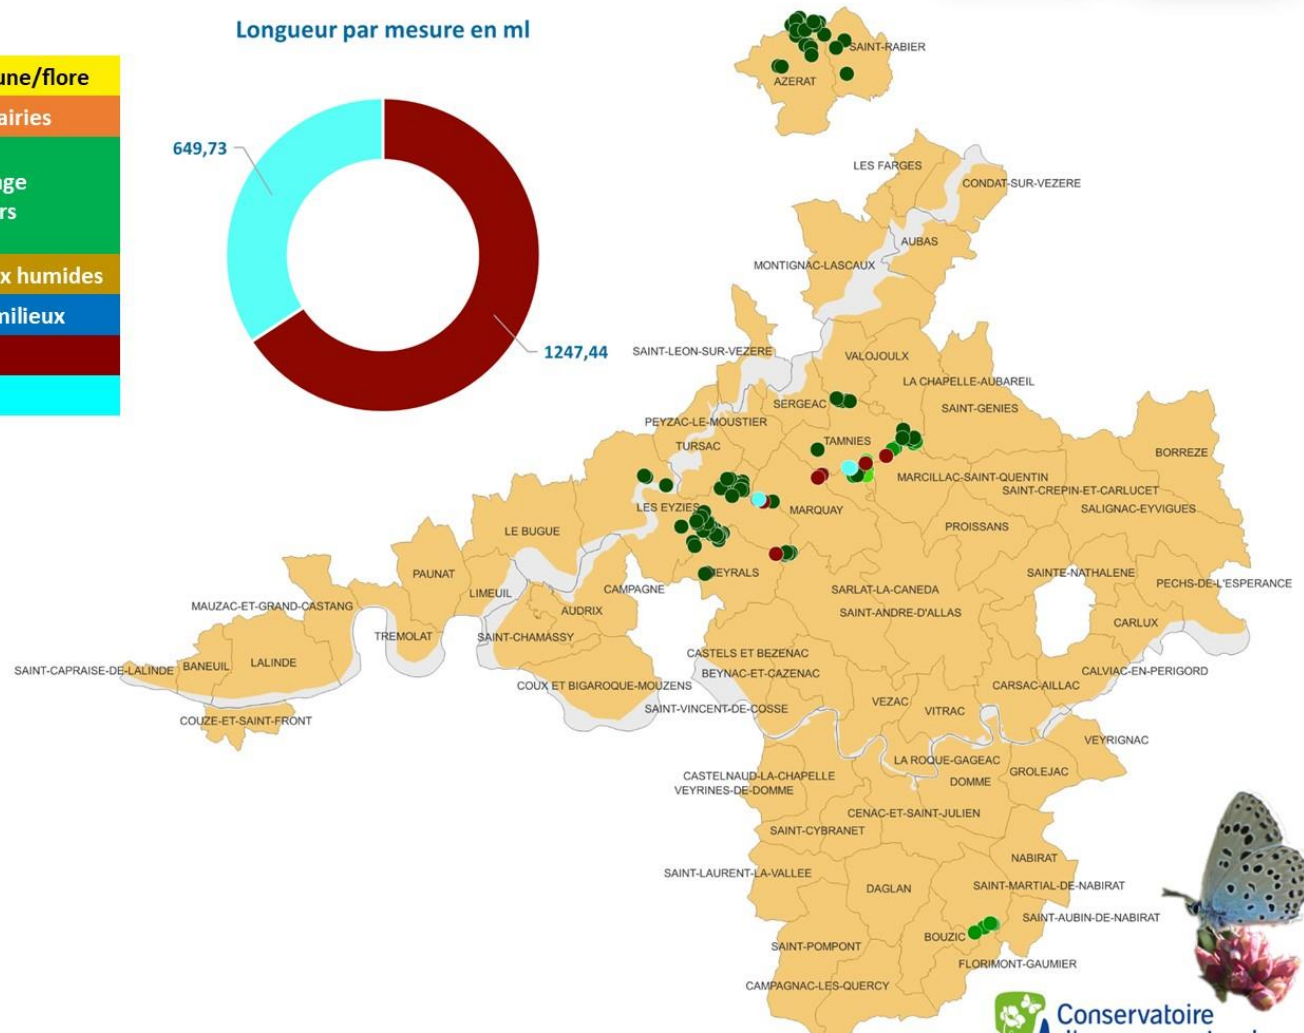 Longueur par mesure en ml
une/flore
airies
age
rs
x humides
milieux
649,73
1247,44
SAINT-RABIER
AZERAT
LES FARGES
CONDAT-SUR-VEZERE
AUBAS
MONTIGNAC-LASCAUX
SAINT-LEON-SUR-VEZERE
VALOJOULX
LA CHAPELLE-AUBAREIL
SERGEAC
SAINT-GENIES
PEYZAC-LE-MOUSTIER
TURSAC
TAMNIES
BORREZE
MARCILLAC-SAINT-QUENTIN
SAINT-CREPIN-ET-CARLUCET
LES EYZIES
MARQUAY
SALIGNAC-EYVIGUES
LE BUGUE
PROISSANS
PAUNAT
MEYRALS
SAINTE-NATHALENE
PECHS-DE-L'ESPERANCE
LIMEUIL
CAMPAGNE
SARLAT-LA-CANEDA
MAUZAC-ET-GRAND-CASTANG
AUDRIX
SAINT-ANDRE-D'ALLAS
CARLUX
TREMOLAT
SAINT-CHAMASSY
CASTELS ET BEZENAC
SAINT-CAPRAISE-DE-LALINDE
BANEUIL
LALINDE
BEYNAC-ET-CAZENAC
CALVIAC-EN-PERIGORD
COUX ET BIGAROQUE-MOUZENS
CARSAC-AILLAC
SAINT-VINCENT-DE-COSSE
VEZAC
VITRAC
COUZE-ET-SAINT-FRONT
VEYRIGNAC
LA ROQUE-GAGEAC
CASTELNAUD-LA-CHAPELLE
DOMME
GROLEJAC
VEYRINES-DE-DOMME
CENAC-ET-SAINT-JULIEN
SAINT-CYBRANET
NABIRAT
SAINT-LAURENT-LA-VALLEE
DAGLAN
SAINT-MARTIAL-DE-NABIRAT
SAINT-AUBIN-DE-NABIRAT
BOUZIC
SAINT-POMPONT
FLORIMONT-GAUMIER
CAMPAGNAC-LES-QUERCY
Conservatoire